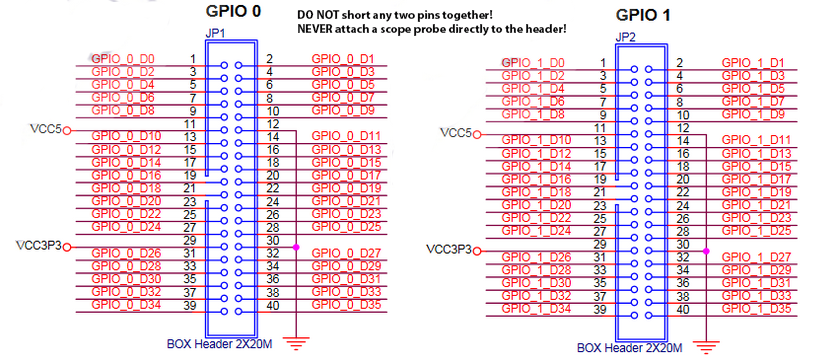 GPIO 0
DO NOT short any two pins together!
NEVER attach a scope probe directly to the header!
GPIO 1
JP1
GPIO_0_D0 1 2 GPIO_0_D1
GPIO_0_D2 3 4 GPIO_0_D3
GPIO_0_D4 5 6 GPIO_0_D5
GPIO_0_D6 7 8 GPIO_0_D7
GPIO_0_D8 9 10 GPIO_0_D9
VCC5 11 12
GPIO_0_D10 13 14 GPIO_0_D11
GPIO_0_D12 15 16 GPIO_0_D13
GPIO_0_D14 17 18 GPIO_0_D15
GPIO_0_D16 19 20 GPIO_0_D17
GPIO_0_D18 21 22 GPIO_0_D19
GPIO_0_D20 23 24 GPIO_0_D21
GPIO_0_D22 25 26 GPIO_0_D23
GPIO_0_D24 27 28 GPIO_0_D25
VCC3P3 29 30
GPIO_0_D26 31 32 GPIO_0_D27
GPIO_0_D28 33 34 GPIO_0_D29
GPIO_0_D30 35 36 GPIO_0_D31
GPIO_0_D32 37 38 GPIO_0_D33
GPIO_0_D34 39 40 GPIO_0_D35
BOX Header 2X20M
JP2
GPIO_1_D0 1 2 GPIO_1_D1
GPIO_1_D2 3 4 GPIO_1_D3
GPIO_1_D4 5 6 GPIO_1_D5
GPIO_1_D6 7 8 GPIO_1_D7
GPIO_1_D8 9 10 GPIO_1_D9
VCC5 11 12
GPIO_1_D10 13 14 GPIO_1_D11
GPIO_1_D12 15 16 GPIO_1_D13
GPIO_1_D14 17 18 GPIO_1_D15
GPIO_1_D16 19 20 GPIO_1_D17
GPIO_1_D18 21 22 GPIO_1_D19
GPIO_1_D20 23 24 GPIO_1_D21
GPIO_1_D22 25 26 GPIO_1_D23
GPIO_1_D24 27 28 GPIO_1_D25
VCC3P3 29 30
GPIO_1_D26 31 32 GPIO_1_D27
GPIO_1_D28 33 34 GPIO_1_D29
GPIO_1_D30 35 36 GPIO_1_D31
GPIO_1_D32 37 38 GPIO_1_D33
GPIO_1_D34 39 40 GPIO_1_D35
BOX Header 2X20M